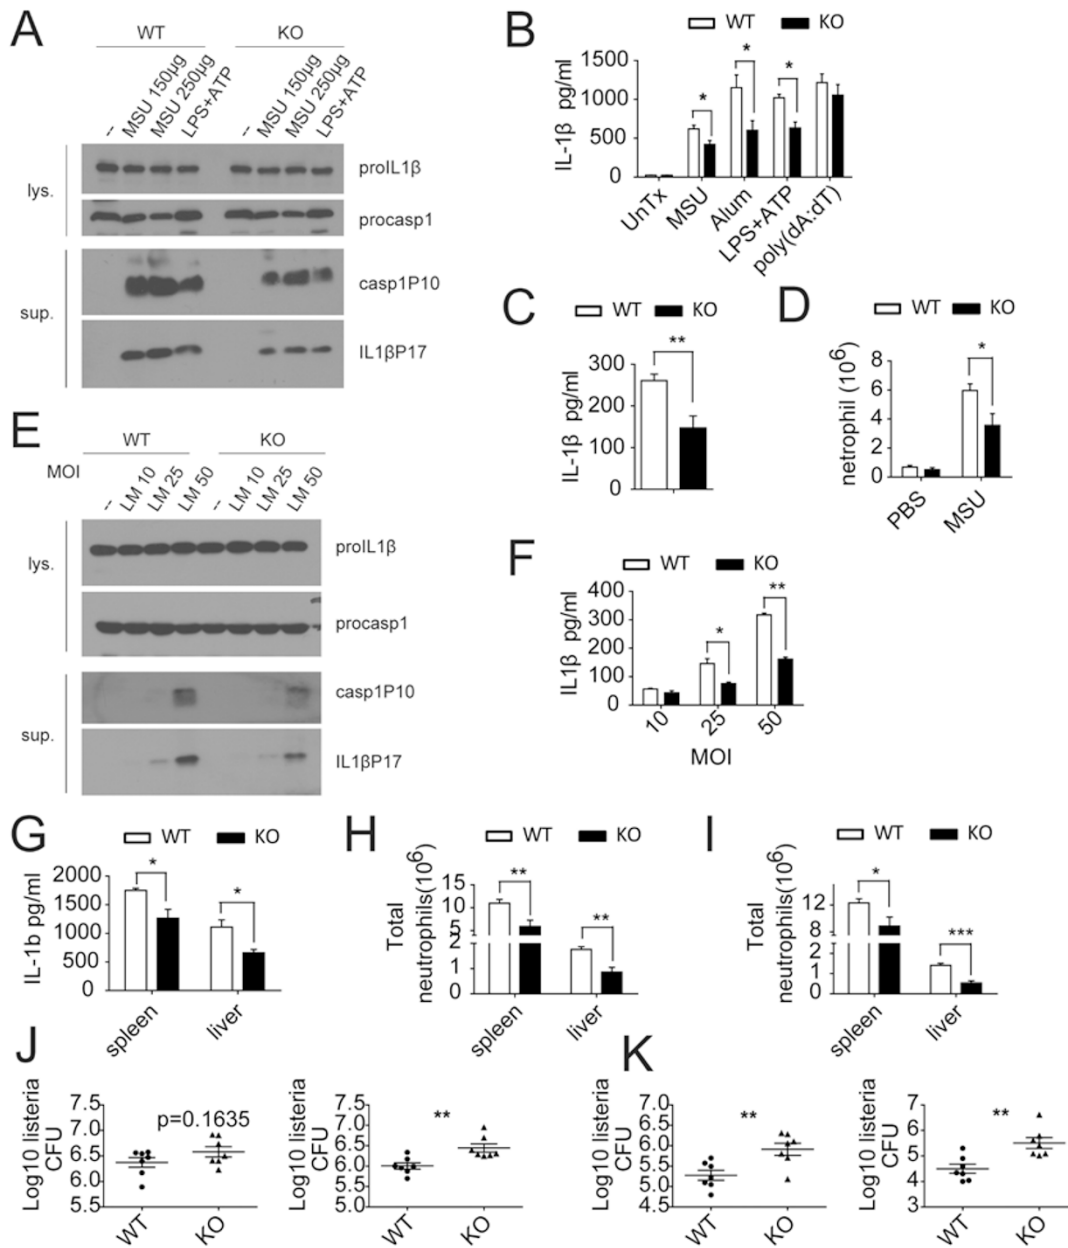 A
WT KO
-- MSU 150µg MSU 250µg LPS+ATP -- MSU 150µg MSU 250µg LPS+ATP
lys.
proIL1β
procasp1
sup.
casp1P10
IL1βP17
B
WT KO
IL-1β pg/ml
1500
1000
500
0
* * *
UnTx MSU Alum LPS+ATP poly(dA:dT)
C
WT KO
IL-1β pg/ml
300
200
100
0
**
D
WT KO
netrophil (10⁶)
8
6
4
2
0
*
PBS MSU
E
WT KO
MOI
-- LM 10 LM 25 LM 50 -- LM 10 LM 25 LM 50
lys.
proIL1β
procasp1
sup.
casp1P10
IL1βP17
F
WT KO
IL1β pg/ml
400
300
200
100
0
* **
10 25 50
MOI
G
WT KO
IL-1b pg/ml
2000
1500
1000
500
0
* *
spleen liver
H
WT KO
Total
neutrophils(10⁶)
15
10
5
2
1
0
** **
spleen liver
I
WT KO
Total
neutrophils(10⁶)
12
8
2
1
0
* ***
spleen liver
J
Log10 listeria
CFU
7.5
7.0
6.5
6.0
5.5
p=0.1635
WT KO
Log10 listeria
CFU
7.5
7.0
6.5
6.0
5.5
5.0
**
WT KO
K
Log10 listeria
CFU
7.0
6.5
6.0
5.5
5.0
4.5
**
WT KO
Log10 listeria
CFU
7
6
5
4
3
**
WT KO